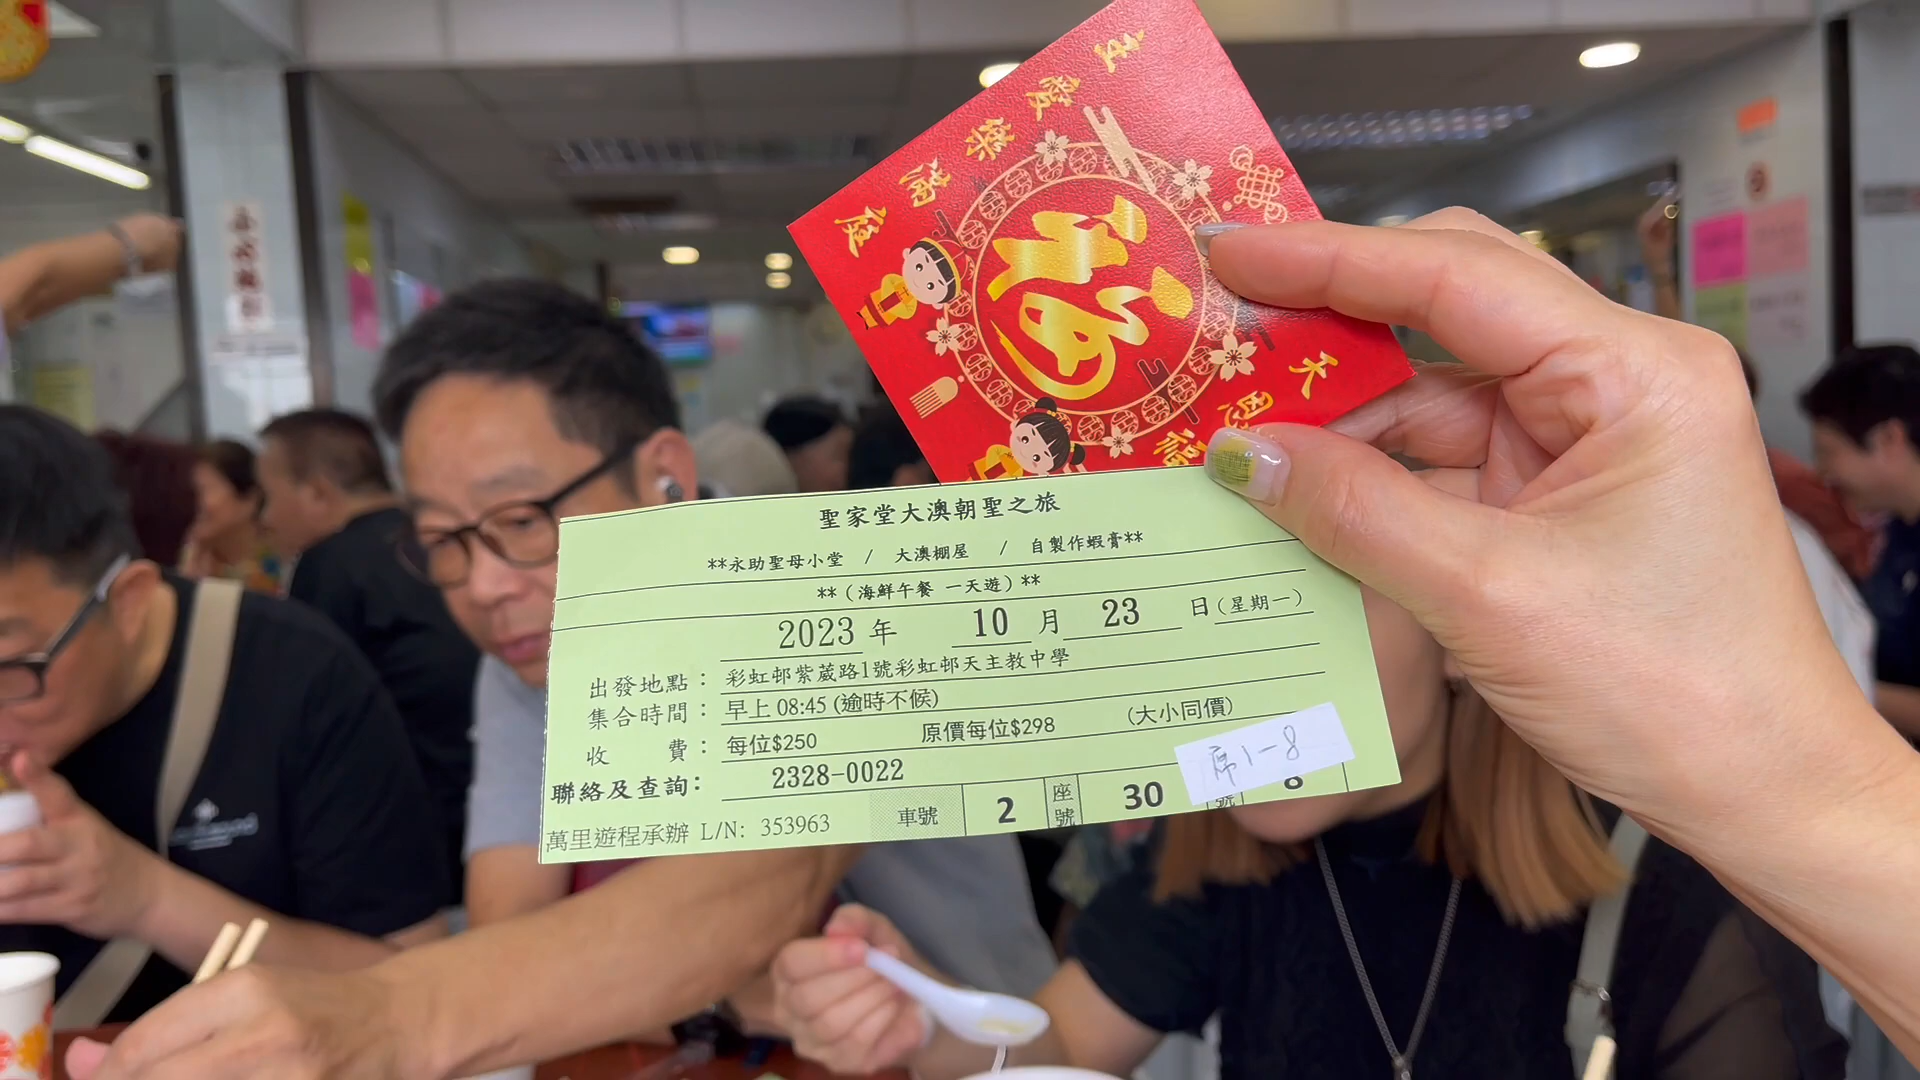 主愛樂滿庭
福
天恩福
聖家堂大澳朝聖之旅
**永助聖母小堂 / 大澳棚屋 / 自製作蝦膏**
**(海鮮午餐 一天遊)**
2023 年 10 月 23 日(星期一)
出發地點: 彩虹邨紫葳路1號彩虹邨天主教中學
集合時間: 早上 08:45 (逾時不候)
收 費: 每位$250 原價每位$298 (大小同價)
聯絡及查詢: 2328-0022
席1-8
萬里遊程承辦 L/N: 353963 車號 2 座號 30 號 8